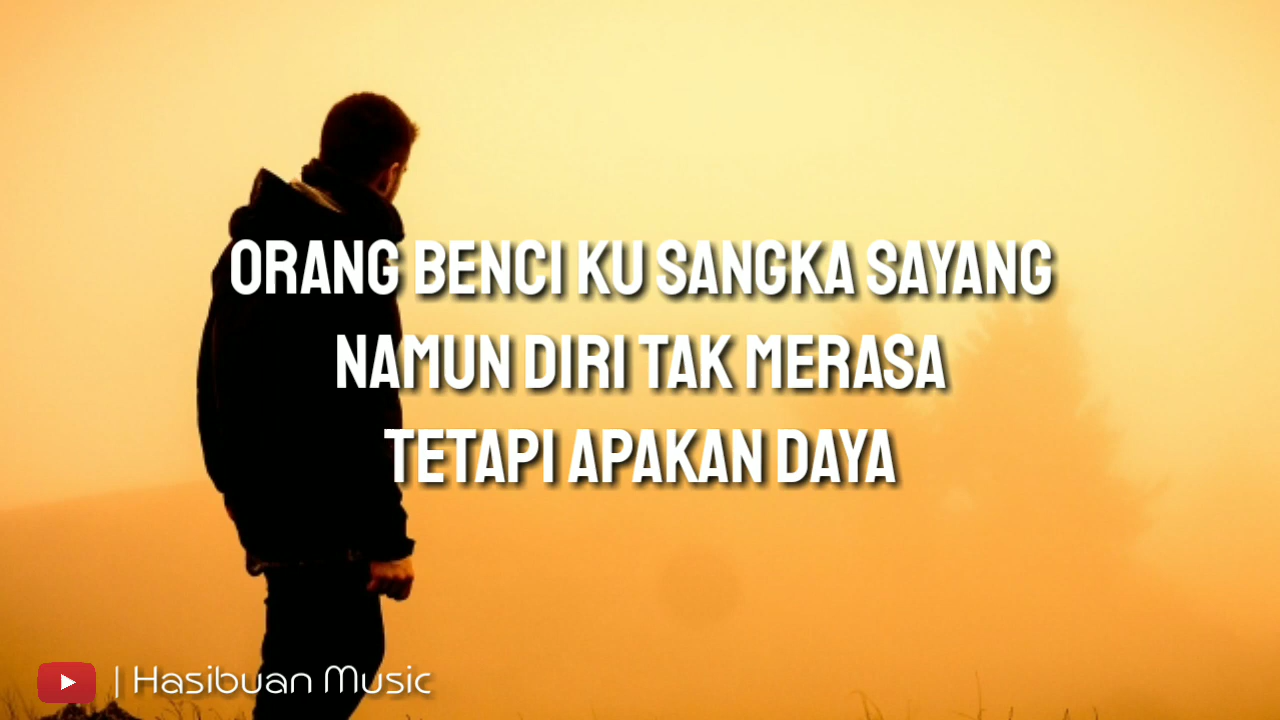 ORANG BENCI KU SANGKA SAYANG
NAMUN DIRI TAK MERASA
TETAPI APAKAN DAYA
| Hasibuan Music